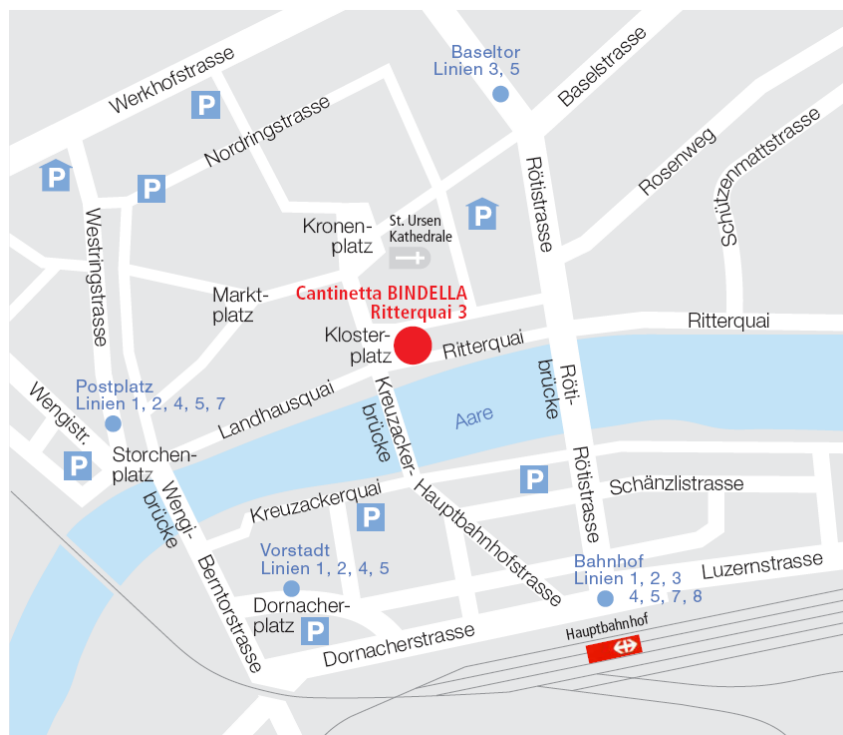 Baseltor
Linien 3, 5
Werkhofstrasse
Baselstrasse
P
Nordringstrasse
P
P
Rosenweg
Schützenmattstrasse
Rötistrasse
Westringstrasse
P
Kronen-
platz
St. Ursen
Kathedrale
Markt-
platz
Cantinetta BINDELLA
Ritterquai 3
Kloster-
platz
Ritterquai
Ritterquai
Postplatz
Linien 1, 2, 4, 5, 7
Wengistr.
Landhausquai
Kreuzacker-
brücke
Aare
Röti-
brücke
Storchen-
platz
P
Wengi-
brücke
Kreuzackerquai
P
Hauptbahnhofstrasse
P
Rötistrasse
Schänzlistrasse
Vorstadt
Linien 1, 2, 4, 5
Berntorstrasse
Dornacher-
platz
P
Dornacherstrasse
Bahnhof
Linien 1, 2, 3
4, 5, 7, 8
Luzernstrasse
Hauptbahnhof